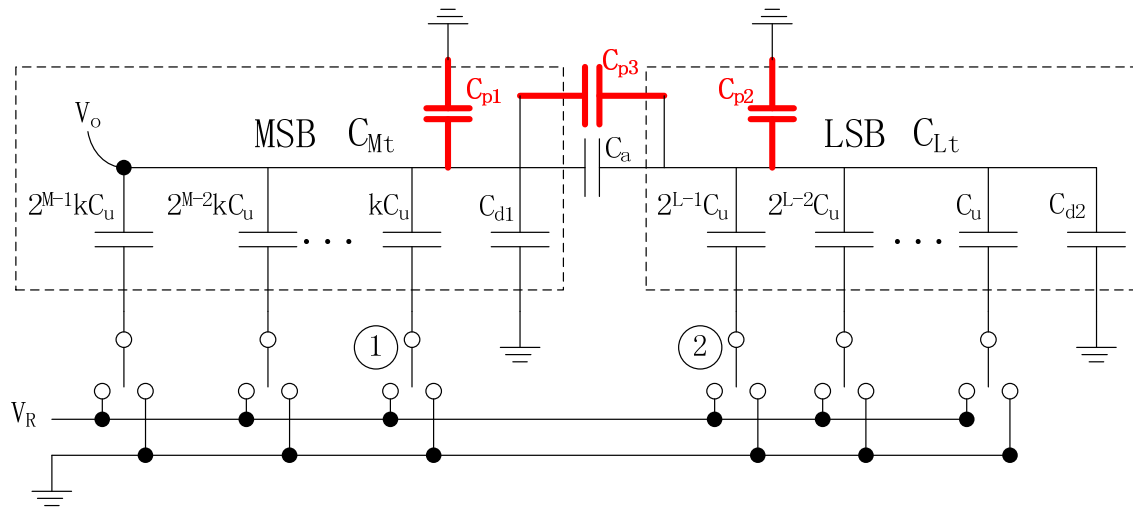 C_p3
C_p1
C_p2
V_o
MSB C_Mt
C_a
LSB C_Lt
2^{M-1}kC_u
2^{M-2}kC_u
kC_u
C_d1
2^{L-1}C_u
2^{L-2}C_u
C_u
C_d2
...
...
1
2
V_R